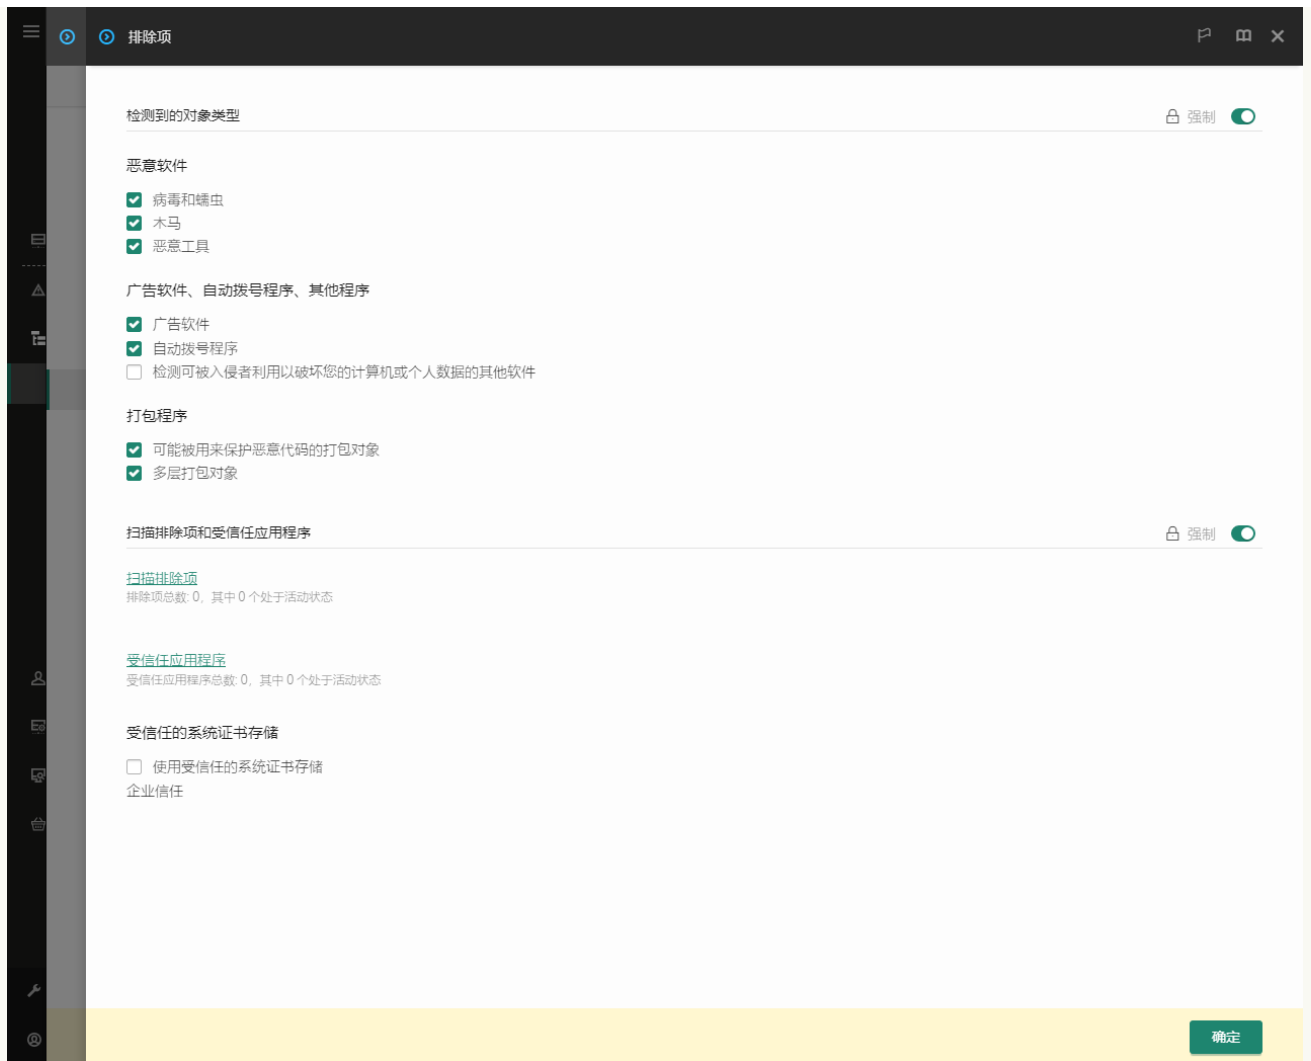 排除项
检测到的对象类型
强制
恶意软件
病毒和蠕虫
木马
恶意工具
广告软件、自动拨号程序、其他程序
广告软件
自动拨号程序
检测可被入侵者利用以破坏您的计算机或个人数据的其他软件
打包程序
可能被用来保护恶意代码的打包对象
多层打包对象
扫描排除项和受信任应用程序
强制
扫描排除项
排除项总数: 0，其中 0 个处于活动状态
受信任应用程序
受信任应用程序总数: 0，其中 0 个处于活动状态
受信任的系统证书存储
使用受信任的系统证书存储
企业信任
确定